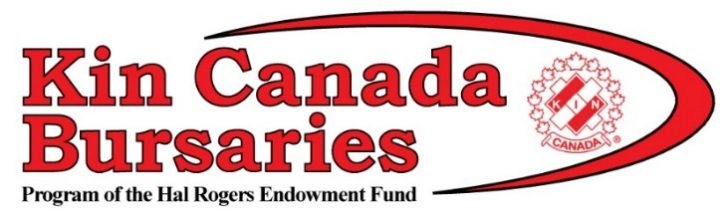 Kin Canada
Bursaries
Program of the Hal Rogers Endowment Fund
KIN
CANADA
®